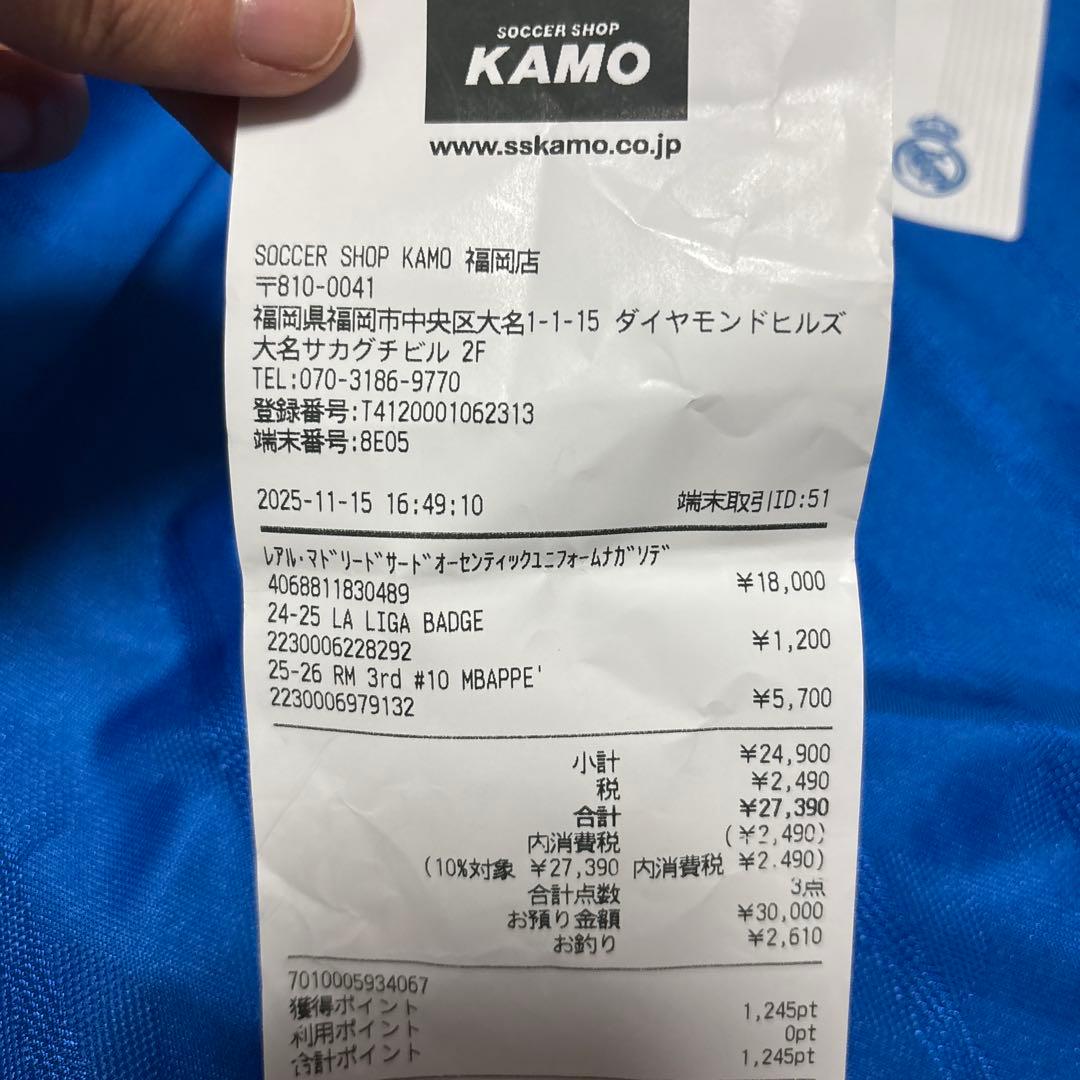 SOCCER SHOP
KAMO
www.sskamo.co.jp
SOCCER SHOP KAMO 福岡店
〒810-0041
福岡県福岡市中央区大名1-1-15 ダイヤモンドヒルズ
大名サカグチビル 2F
TEL:070-3186-9770
登録番号:T4120001062313
端末番号:8E05
2025-11-15 16:49:10 端末取引ID:51
ﾚｱﾙ･ﾏﾄﾞﾘｰﾄﾞｻｰﾄﾞｵｰｾﾝﾃｨｯｸﾕﾆﾌｫｰﾑﾅｶﾞｿﾃﾞ
4068811830489 ¥18,000
24-25 LA LIGA BADGE
2230006228292 ¥1,200
25-26 RM 3rd #10 MBAPPE'
2230006979132 ¥5,700
小計 ¥24,900
税 ¥2,490
合計 ¥27,390
内消費税 (¥2,490)
(10%対象 ¥27,390 内消費税 ¥2,490)
合計点数 3点
お預り金額 ¥30,000
お釣り ¥2,610
7010005934067
獲得ポイント 1,245pt
利用ポイント 0pt
合計ポイント 1,245pt